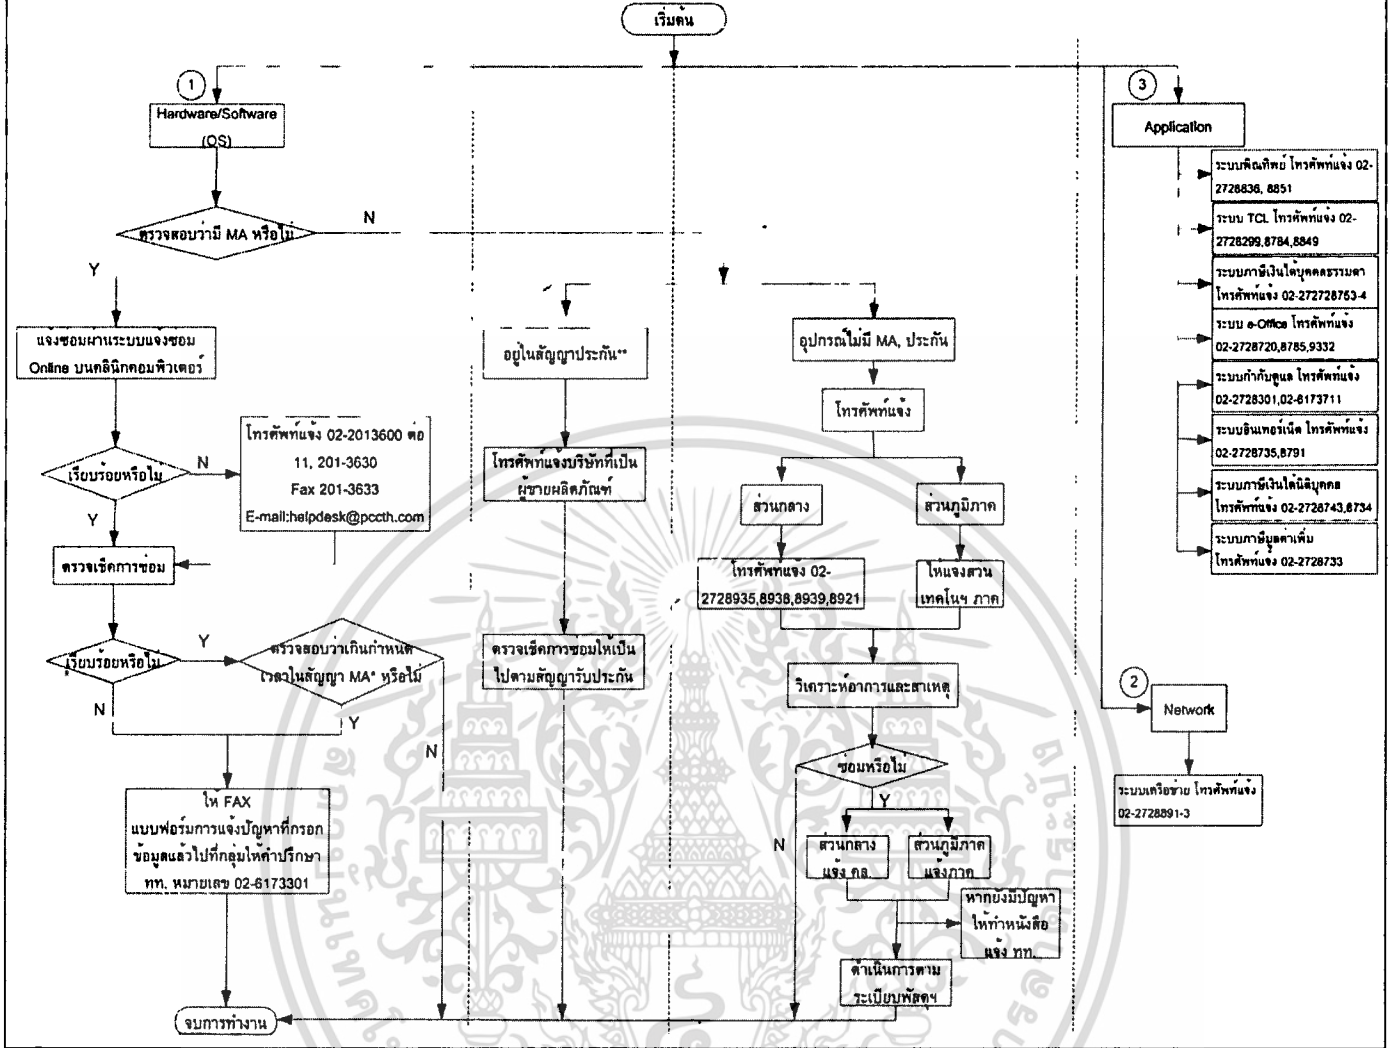 เริ่มต้น
1
Hardware/Software
(OS)
ตรวจสอบว่ามี MA หรือไม่
N
Y
แจ้งซ่อมผ่านระบบแจ้งซ่อม
Online บนคลินิกคอมพิวเตอร์
เรียบร้อยหรือไม่
N
Y
โทรศัพท์แจ้ง 02-2013600 ต่อ
11, 201-3630
Fax 201-3633
E-mail:helpdesk@pccth.com
ตรวจเช็คการซ่อม
เรียบร้อยหรือไม่
Y
N
ตรวจสอบว่าเกินกำหนด
เวลาในสัญญา MA* หรือไม่
Y
N
ให้ FAX
แบบฟอร์มการแจ้งปัญหาที่กรอก
ข้อมูลแล้วไปที่กลุ่มให้คำปรึกษา
ทท. หมายเลข 02-6173301
จบการทำงาน
อยู่ในสัญญาประกัน**
โทรศัพท์แจ้งบริษัทที่เป็น
ผู้ขายผลิตภัณฑ์
ตรวจเช็คการซ่อมให้เป็น
ไปตามสัญญารับประกัน
อุปกรณ์ไม่มี MA, ประกัน
โทรศัพท์แจ้ง
ส่วนกลาง
ส่วนภูมิภาค
โทรศัพท์แจ้ง 02-
2728935,8938,8939,8921
ให้แจ้งส่วน
เทคโนฯ ภาค
วิเคราะห์อาการและสาเหตุ
ซ่อมหรือไม่
Y
N
ส่วนกลาง
แจ้ง คล.
ส่วนภูมิภาค
แจ้งภาค
หากยังมีปัญหา
ให้ทำหนังสือ
แจ้ง ทท.
ดำเนินการตาม
ระเบียบพัสดุฯ
3
Application
ระบบพิณทิพย์ โทรศัพท์แจ้ง 02-
2728836, 8851
ระบบ TCL โทรศัพท์แจ้ง 02-
2728299,8784,8849
ระบบภาษีเงินได้บุคคลธรรมดา
โทรศัพท์แจ้ง 02-272728753-4
ระบบ e-Office โทรศัพท์แจ้ง
02-2728720,8785,9332
ระบบกำกับดูแล โทรศัพท์แจ้ง
02-2728301,02-6173711
ระบบอินเทอร์เน็ต โทรศัพท์แจ้ง
02-2728735,8791
ระบบภาษีเงินได้นิติบุคคล
โทรศัพท์แจ้ง 02-2728743,8734
ระบบภาษีมูลค่าเพิ่ม
โทรศัพท์แจ้ง 02-2728733
2
Network
ระบบเครือข่าย โทรศัพท์แจ้ง
02-2728891-3